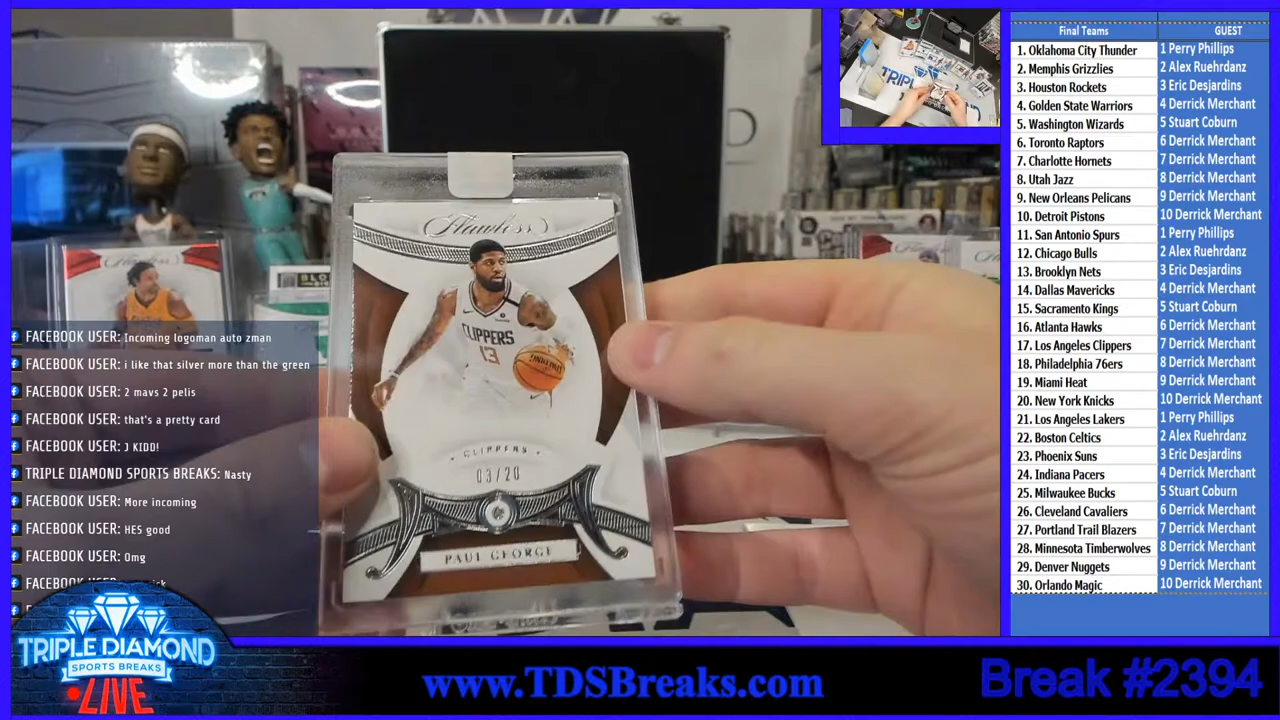 Flawless
CLIPPERS
13
SPALDING
CLIPPERS
03/20
PAUL GEORGE
Flawless
TRIPLE D
FACEBOOK USER: Incoming logoman auto zman
FACEBOOK USER: i like that silver more than the green
FACEBOOK USER: 2 mavs 2 pelis
FACEBOOK USER: that's a pretty card
FACEBOOK USER: J KIDD!
TRIPLE DIAMOND SPORTS BREAKS: Nasty
FACEBOOK USER: More incoming
FACEBOOK USER: HES good
FACEBOOK USER: Omg
FACEBOOK
TRIPLE DIAMOND
SPORTS BREAKS
LIVE
www.TDSBreaks.com
Break #2394
Final Teams GUEST
1. Oklahoma City Thunder 1 Perry Phillips
2. Memphis Grizzlies 2 Alex Ruehrdanz
3. Houston Rockets 3 Eric Desjardins
4. Golden State Warriors 4 Derrick Merchant
5. Washington Wizards 5 Stuart Coburn
6. Toronto Raptors 6 Derrick Merchant
7. Charlotte Hornets 7 Derrick Merchant
8. Utah Jazz 8 Derrick Merchant
9. New Orleans Pelicans 9 Derrick Merchant
10. Detroit Pistons 10 Derrick Merchant
11. San Antonio Spurs 1 Perry Phillips
12. Chicago Bulls 2 Alex Ruehrdanz
13. Brooklyn Nets 3 Eric Desjardins
14. Dallas Mavericks 4 Derrick Merchant
15. Sacramento Kings 5 Stuart Coburn
16. Atlanta Hawks 6 Derrick Merchant
17. Los Angeles Clippers 7 Derrick Merchant
18. Philadelphia 76ers 8 Derrick Merchant
19. Miami Heat 9 Derrick Merchant
20. New York Knicks 10 Derrick Merchant
21. Los Angeles Lakers 1 Perry Phillips
22. Boston Celtics 2 Alex Ruehrdanz
23. Phoenix Suns 3 Eric Desjardins
24. Indiana Pacers 4 Derrick Merchant
25. Milwaukee Bucks 5 Stuart Coburn
26. Cleveland Cavaliers 6 Derrick Merchant
27. Portland Trail Blazers 7 Derrick Merchant
28. Minnesota Timberwolves 8 Derrick Merchant
29. Denver Nuggets 9 Derrick Merchant
30. Orlando Magic 10 Derrick Merchant